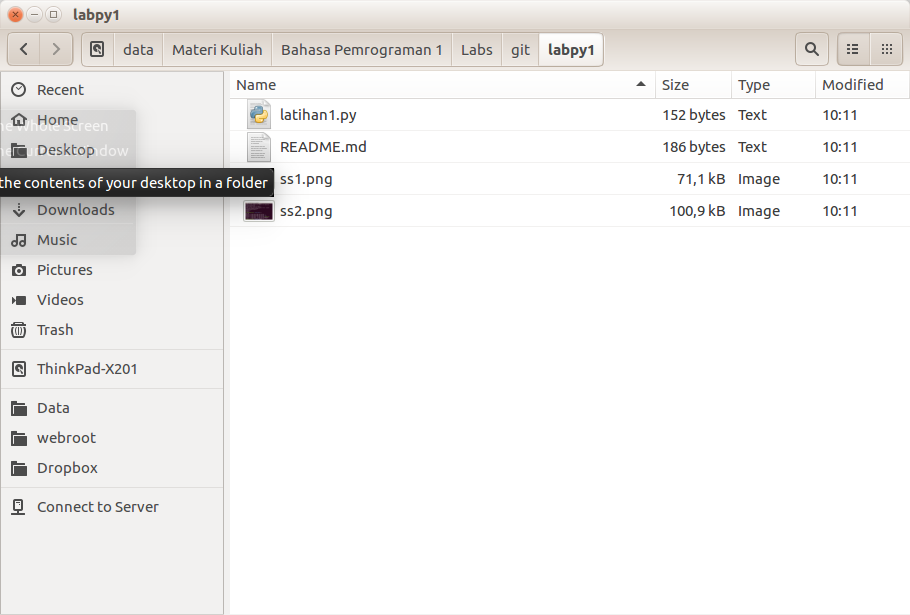 labpy1
data Materi Kuliah Bahasa Pemrograman 1 Labs git labpy1
Recent
Home
Whole Screen
Desktop
the contents of your desktop in a folder
Downloads
Music
Pictures
Videos
Trash
ThinkPad-X201
Data
webroot
Dropbox
Connect to Server
Name Size Type Modified
latihan1.py 152 bytes Text 10:11
README.md 186 bytes Text 10:11
ss1.png 71,1 kB Image 10:11
ss2.png 100,9 kB Image 10:11